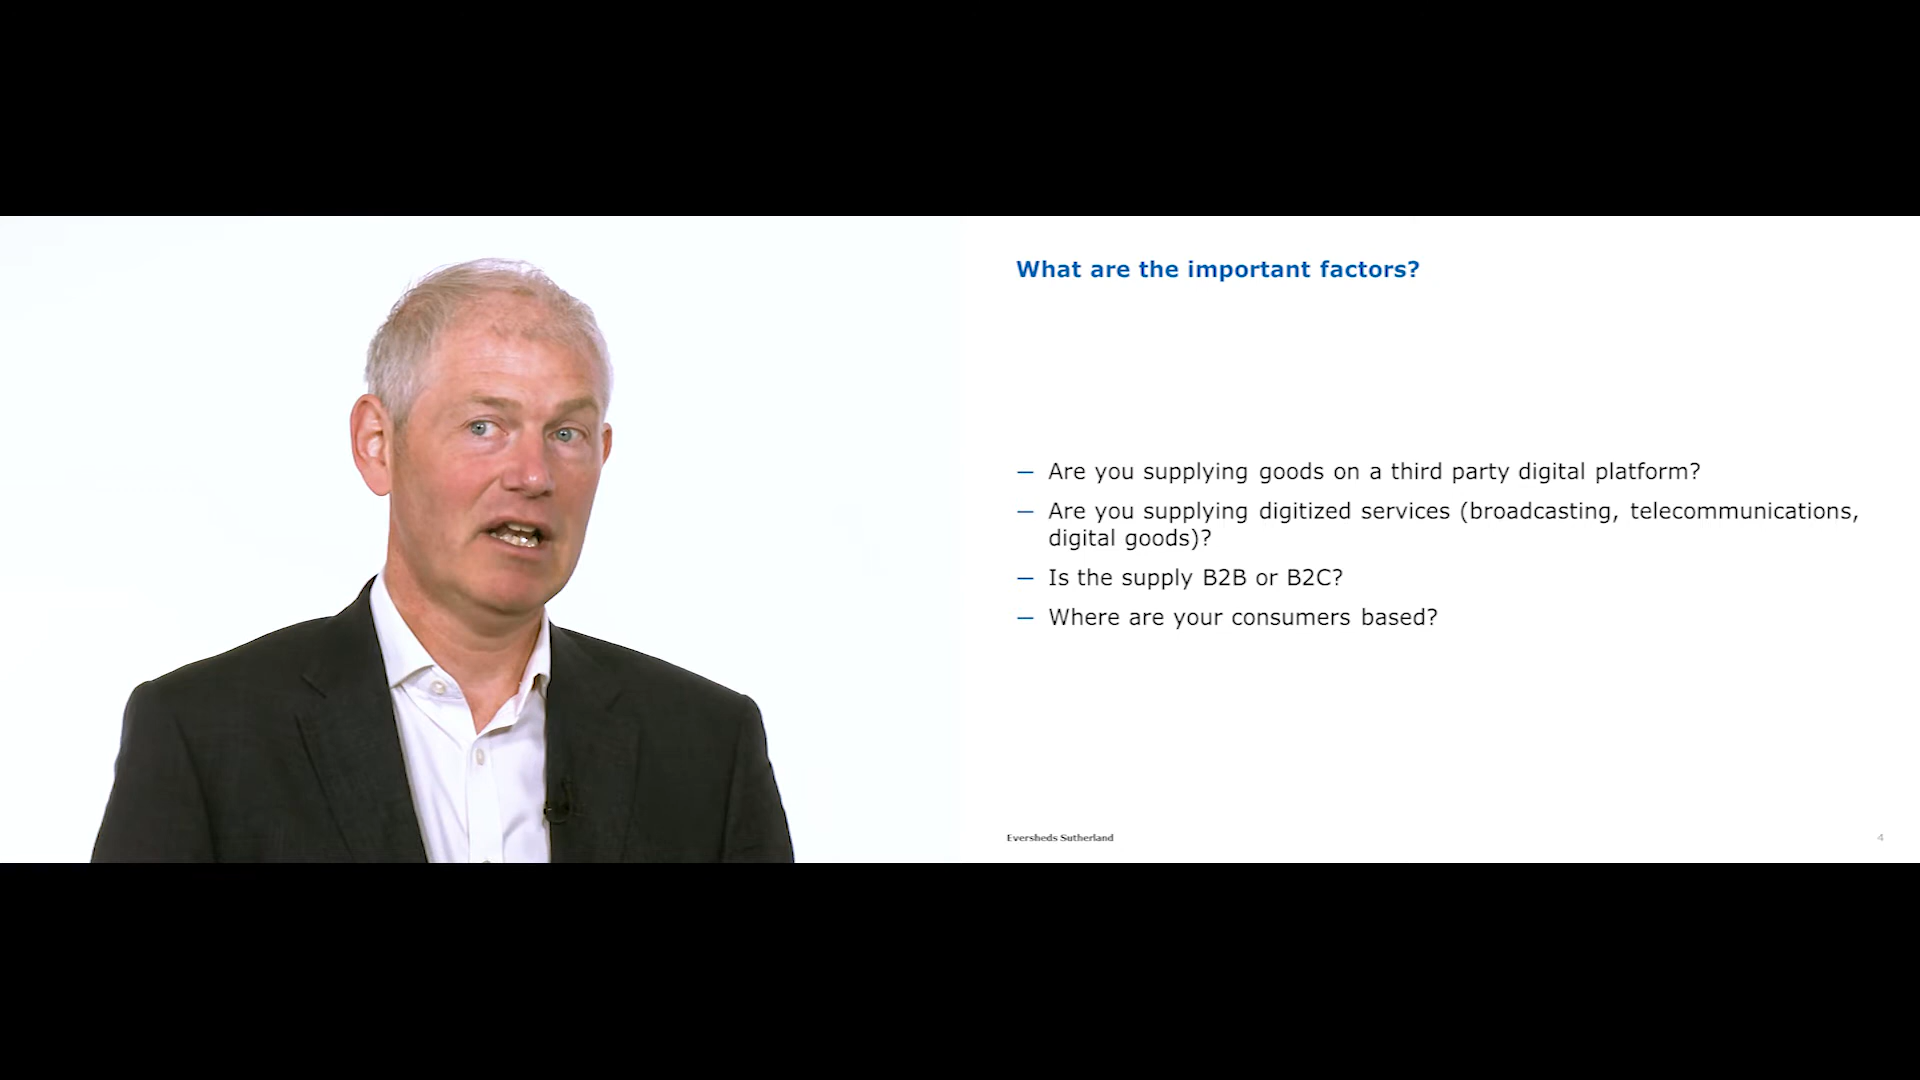 What are the important factors?
— Are you supplying goods on a third party digital platform?
— Are you supplying digitized services (broadcasting, telecommunications,
digital goods)?
— Is the supply B2B or B2C?
— Where are your consumers based?
Eversheds Sutherland
4